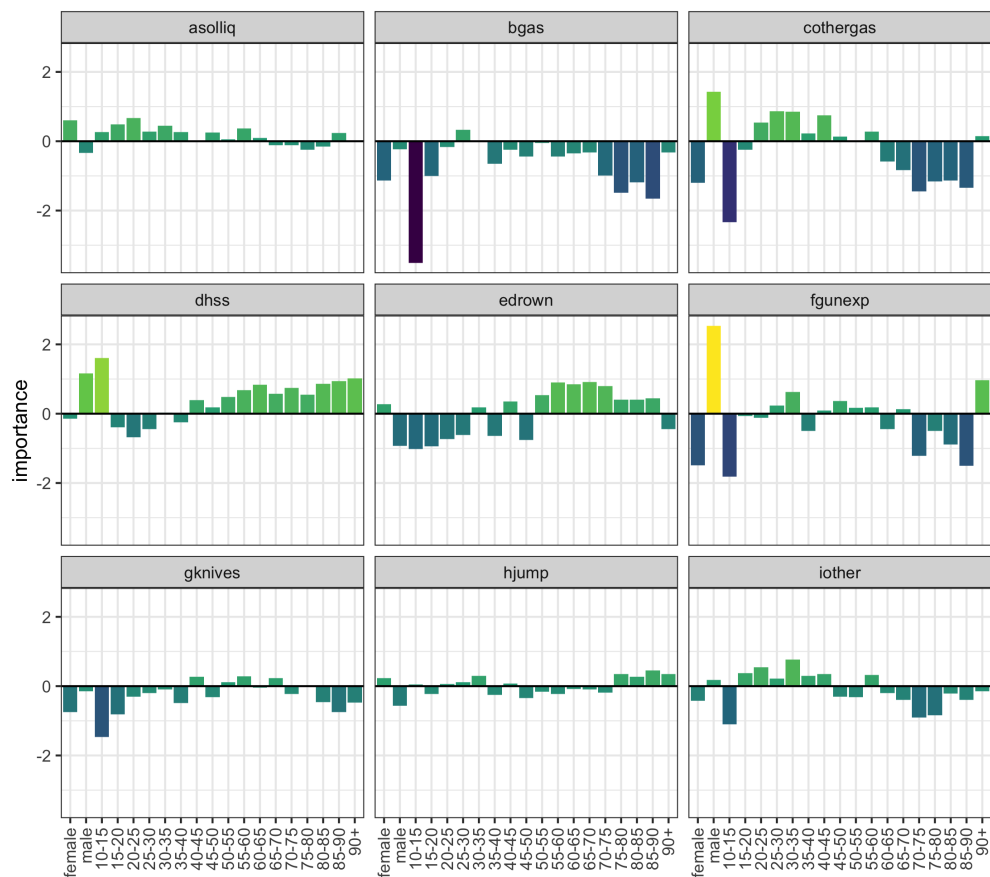 asolliq bgas cothergas
2
0
-2
dhss edrown fgunexp
2
0
-2
importance
gknives hjump iother
2
0
-2
female male 10-15 15-20 20-25 25-30 30-35 35-40 40-45 45-50 50-55 55-60 60-65 65-70 70-75 75-80 80-85 85-90 90+
female male 10-15 15-20 20-25 25-30 30-35 35-40 40-45 45-50 50-55 55-60 60-65 65-70 70-75 75-80 80-85 85-90 90+
female male 10-15 15-20 20-25 25-30 30-35 35-40 40-45 45-50 50-55 55-60 60-65 65-70 70-75 75-80 80-85 85-90 90+